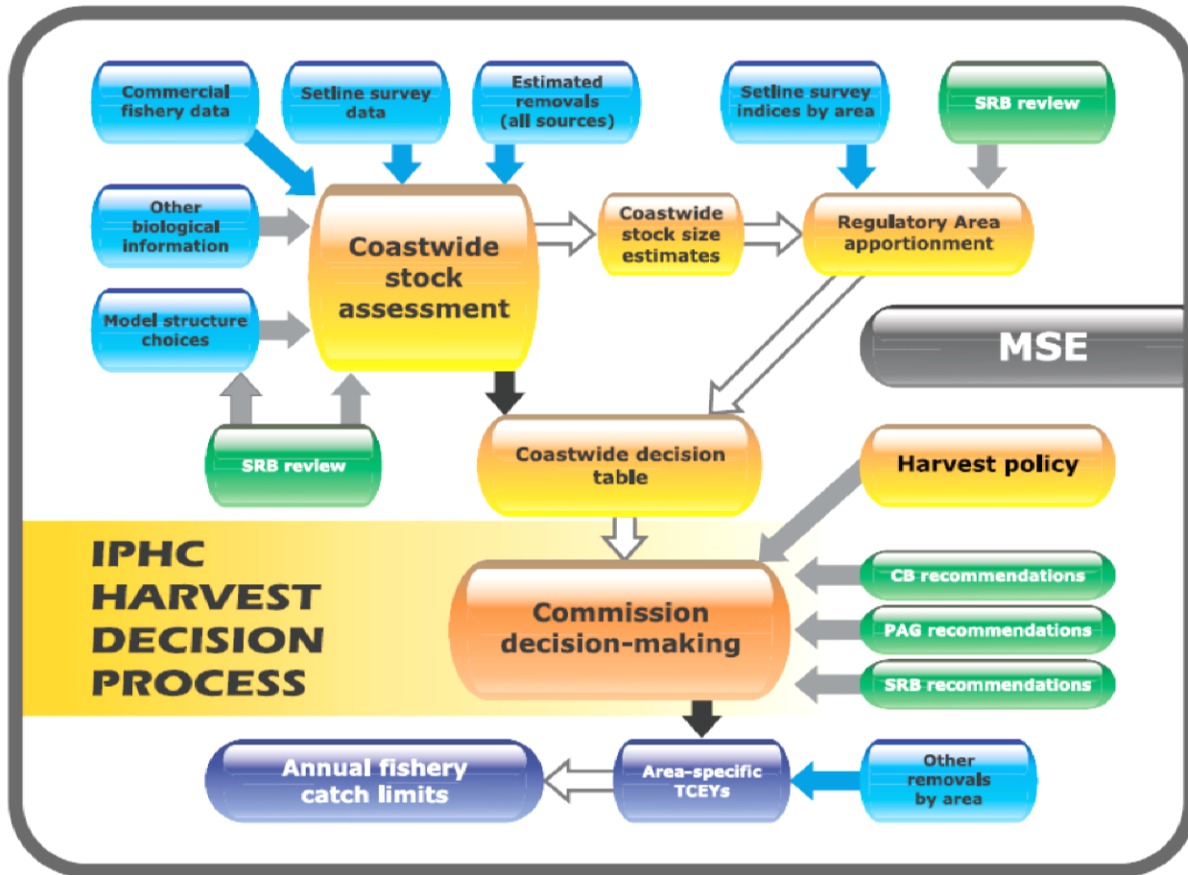 Commercial
fishery data
Setline survey
data
Estimated
removals
(all sources)
Setline survey
indices by area
SRB review
Other
biological
information
Coastwide
stock
assessment
Coastwide
stock size
estimates
Regulatory Area
apportionment
Model structure
choices
MSE
SRB review
Coastwide decision
table
Harvest policy
IPHC
HARVEST
DECISION
PROCESS
Commission
decision-making
CB recommendations
PAG recommendations
SRB recommendations
Annual fishery
catch limits
Area-specific
TCEYs
Other
removals
by area